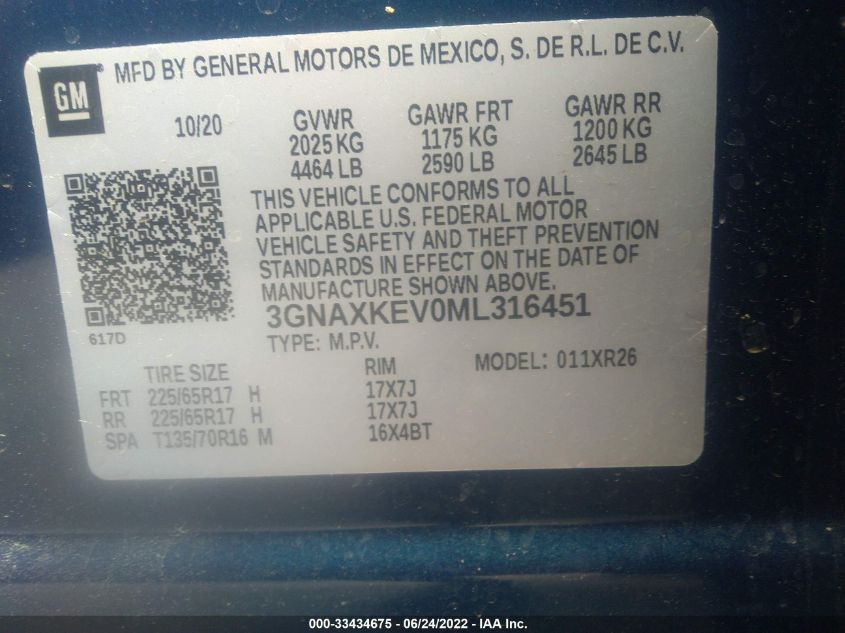 GM
MFD BY GENERAL MOTORS DE MEXICO, S. DE R.L. DE C.V.
10/20
GVWR GAWR FRT GAWR RR
2025 KG 1175 KG 1200 KG
4464 LB 2590 LB 2645 LB
THIS VEHICLE CONFORMS TO ALL
APPLICABLE U.S. FEDERAL MOTOR
VEHICLE SAFETY AND THEFT PREVENTION
STANDARDS IN EFFECT ON THE DATE OF
MANUFACTURE SHOWN ABOVE.
3GNAXKEV0ML316451
617D
TYPE: M.P.V.
MODEL: 011XR26
TIRE SIZE RIM
FRT 225/65R17 H 17X7J
RR 225/65R17 H 17X7J
SPA T135/70R16 M 16X4BT
000-33434675 - 06/24/2022 - IAA Inc.